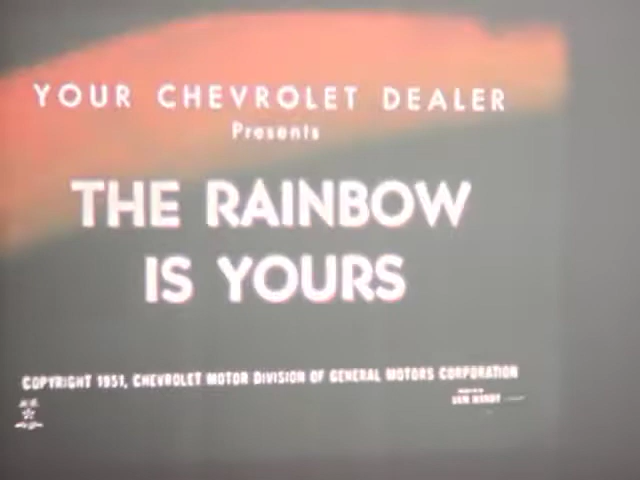 YOUR CHEVROLET DEALER
Presents
THE RAINBOW
IS YOURS
COPYRIGHT 1951, CHEVROLET MOTOR DIVISION OF GENERAL MOTORS CORPORATION